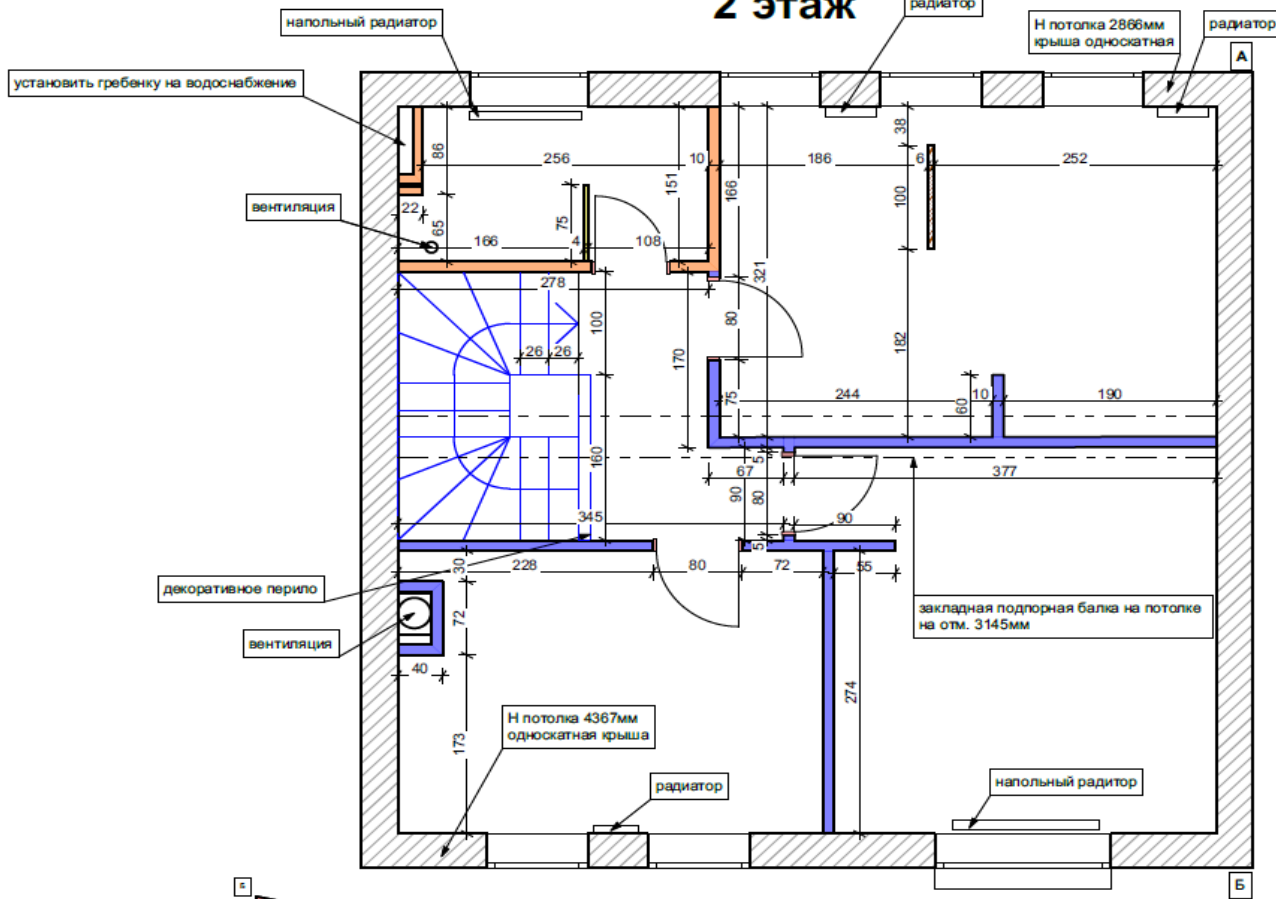 2 этаж
напольный радиатор
радиатор
Н потолка 2866мм
крыша односкатная
радиатор
установить гребенку на водоснабжение
А
86
256
10
151
166
186
6
38
252
100
вентиляция
22
65
166
4
75
108
321
278
100
26
26
170
80
182
75
244
60
10
190
160
67
5
377
90
80
345
90
5
декоративное перило
30
228
80
72
55
закладная подпорная балка на потолке
на отм. 3145мм
72
вентиляция
40
274
173
Н потолка 4367мм
односкатная крыша
радиатор
напольный радитор
Б